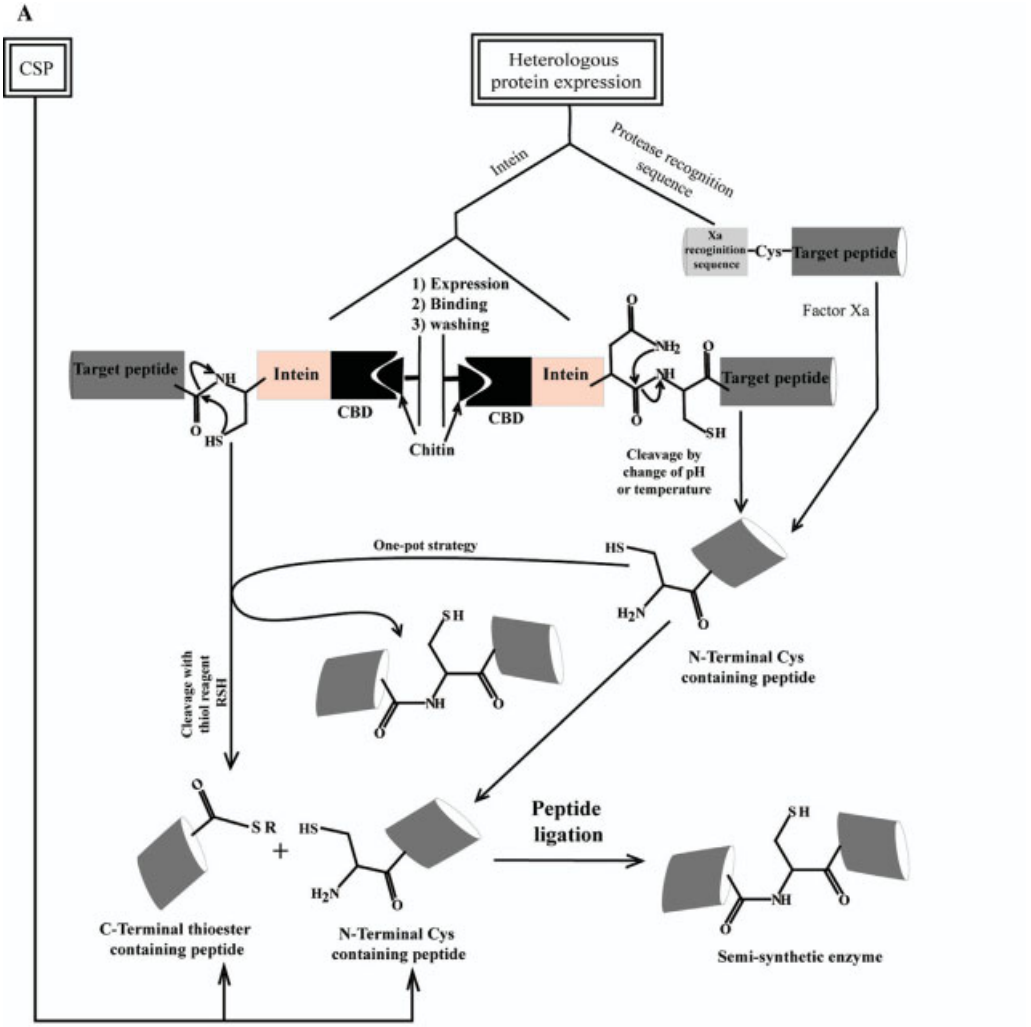 A
CSP
Heterologous
protein expression
Intein
Protease recognition
sequence
Xa
recoginition
sequence
Cys
Target peptide
Factor Xa
1) Expression
2) Binding
3) washing
Target peptide
NH
O
HS
Intein
CBD
Chitin
CBD
Intein
O
NH2
NH
O
O
SH
Target peptide
Cleavage by
change of pH
or temperature
One-pot strategy
HS
H2N
O
N-Terminal Cys
containing peptide
SH
NH
O
O
Cleavage with
thiol reagent
RSH
O
S R
+
HS
H2N
O
Peptide
ligation
SH
NH
O
O
C-Terminal thioester
containing peptide
N-Terminal Cys
containing peptide
Semi-synthetic enzyme